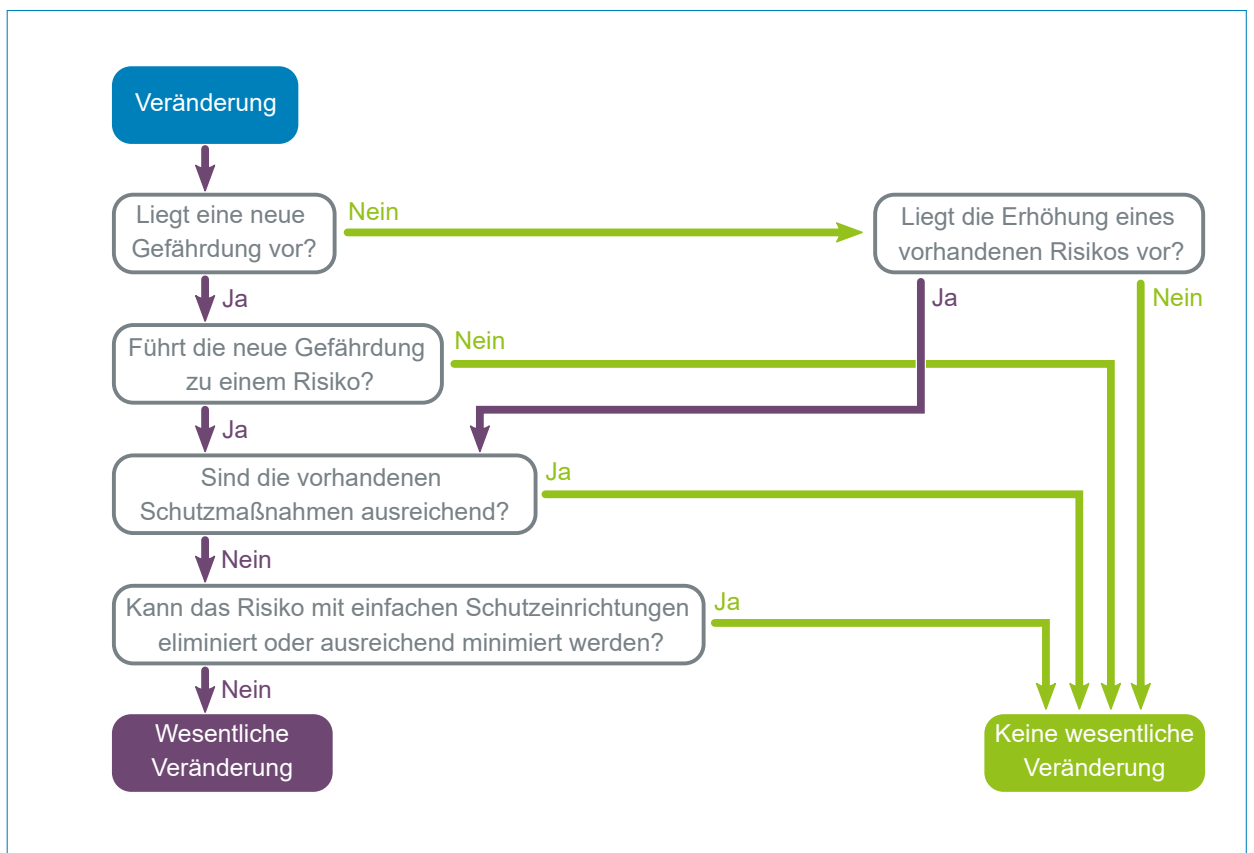 Veränderung
Liegt eine neue
Gefährdung vor?
Nein
Liegt die Erhöhung eines
vorhandenen Risikos vor?
Ja
Ja
Nein
Führt die neue Gefährdung
zu einem Risiko?
Nein
Ja
Sind die vorhandenen
Schutzmaßnahmen ausreichend?
Ja
Nein
Kann das Risiko mit einfachen Schutzeinrichtungen
eliminiert oder ausreichend minimiert werden?
Ja
Nein
Wesentliche
Veränderung
Keine wesentliche
Veränderung